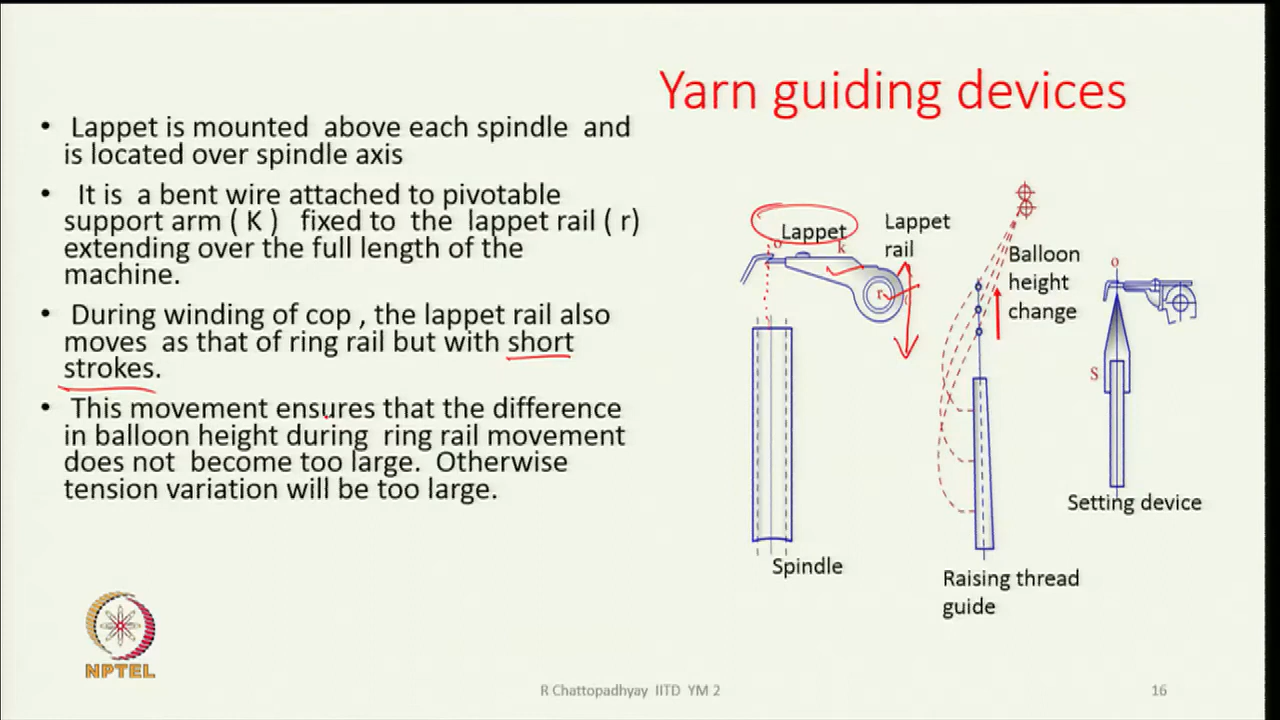 Yarn guiding devices
• Lappet is mounted above each spindle and
is located over spindle axis
• It is a bent wire attached to pivotable
support arm ( K ) fixed to the lappet rail ( r)
extending over the full length of the
machine.
• During winding of cop , the lappet rail also
moves as that of ring rail but with short
strokes.
• This movement ensures that the difference
in balloon height during ring rail movement
does not become too large. Otherwise
tension variation will be too large.
Lappet
o
k
Lappet
rail
r
Spindle
Balloon
height
change
Raising thread
guide
o
S
Setting device
NPTEL
R Chattopadhyay IITD YM 2
16